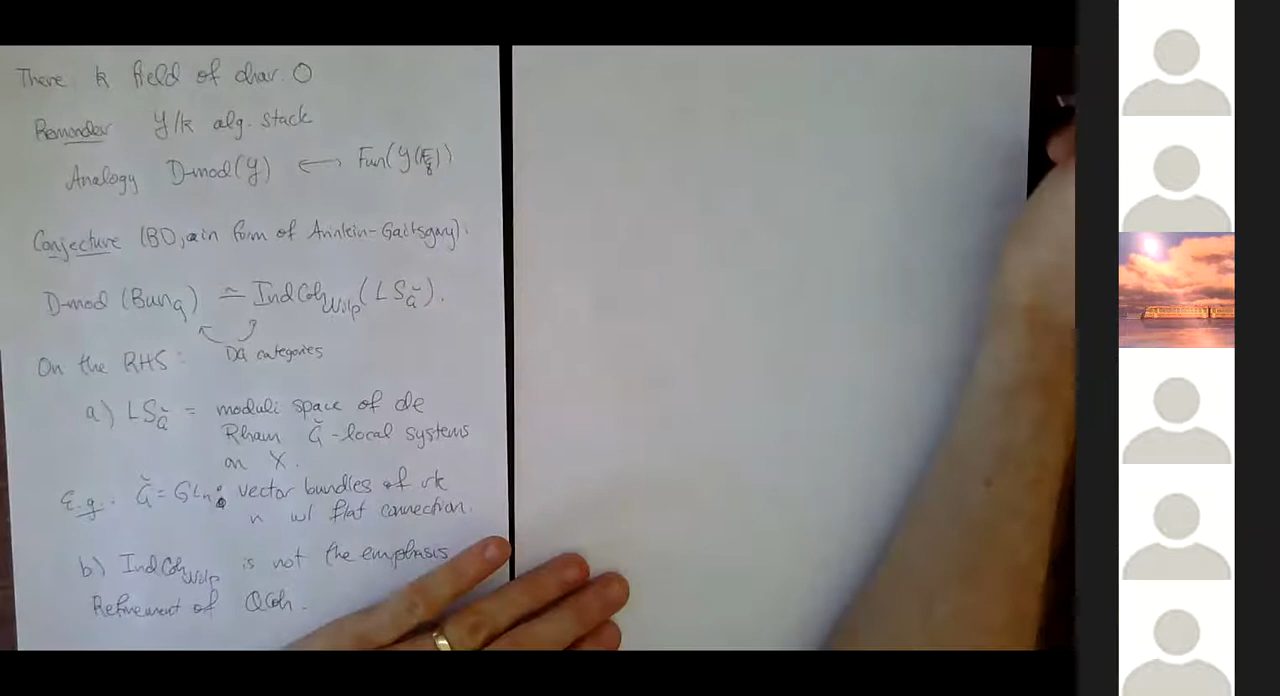 There k field of char. 0
Reminder Y/k alg. stack
Analogy D-mod(Y) ⟷ Fun(Y(F_q))
Conjecture (BD, in form of Arinkin-Gaitsgory).
D-mod (Bun_G) ≃ IndCoh_Nilp (LS_Ǧ).
On the RHS: DG categories
a) LS_Ǧ = moduli space of de
Rham Ǧ-local systems
on X.
E.g. Ǧ = GLn: vector bundles of rk
n w/ flat connection.
b) IndCoh_Nilp is not the emphasis
Refinement of QCoh.